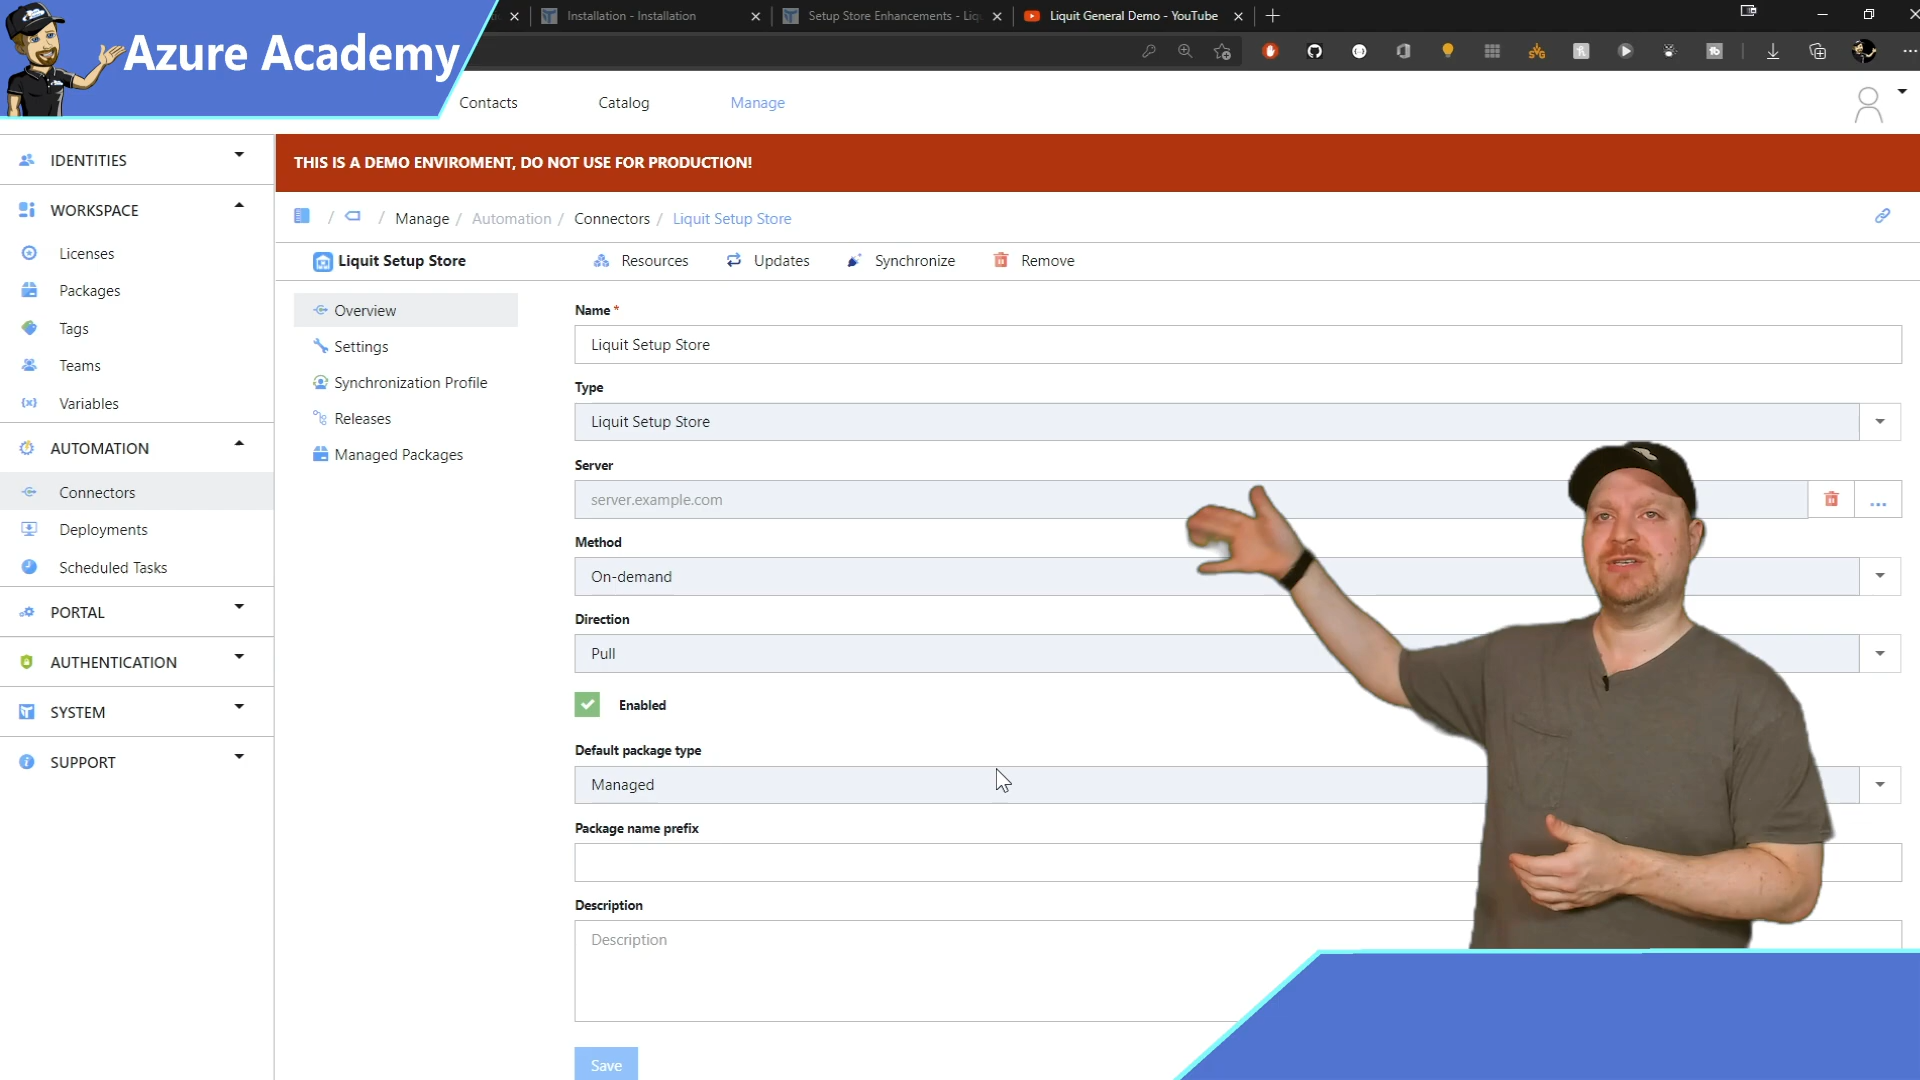 Azure Academy
Installation - Installation
Setup Store Enhancements - Liq
Liquit General Demo - YouTube
Contacts
Catalog
Manage
IDENTITIES
WORKSPACE
Licenses
Packages
Tags
Teams
Variables
AUTOMATION
Connectors
Deployments
Scheduled Tasks
PORTAL
AUTHENTICATION
SYSTEM
SUPPORT
THIS IS A DEMO ENVIROMENT, DO NOT USE FOR PRODUCTION!
/ / Manage / Automation / Connectors / Liquit Setup Store
Liquit Setup Store
Resources
Updates
Synchronize
Remove
Overview
Settings
Synchronization Profile
Releases
Managed Packages
Name *
Liquit Setup Store
Type
Liquit Setup Store
Server
server.example.com
...
Method
On-demand
Direction
Pull
Enabled
Default package type
Managed
Package name prefix
Description
Description
Save